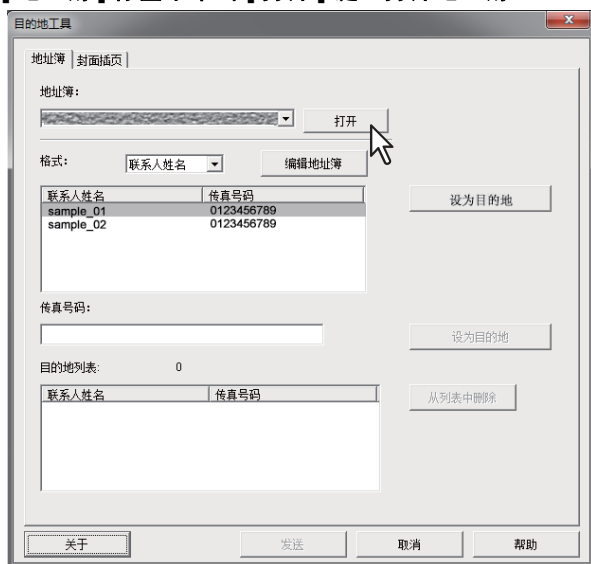 目的地工具
地址簿 封面插页
地址簿:
打开
格式: 联系人姓名 编辑地址簿
联系人姓名 传真号码
sample_01 0123456789
sample_02 0123456789
设为目的地
传真号码:
设为目的地
目的地列表: 0
联系人姓名 传真号码
从列表中删除
关于 发送 取消 帮助